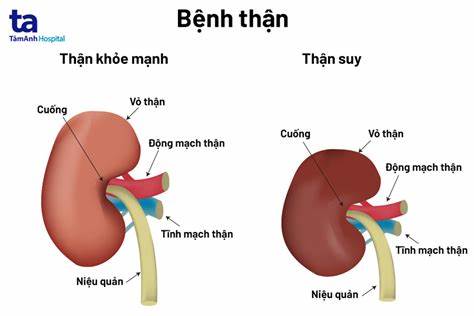 ta
TâmAnh Hospital
Bệnh thận
Thận khỏe mạnh
Cuống
Vỏ thận
Động mạch thận
Tĩnh mạch thận
Niệu quản
Thận suy
Cuống
Vỏ thận
Động mạch thận
Tĩnh mạch thận
Niệu quản